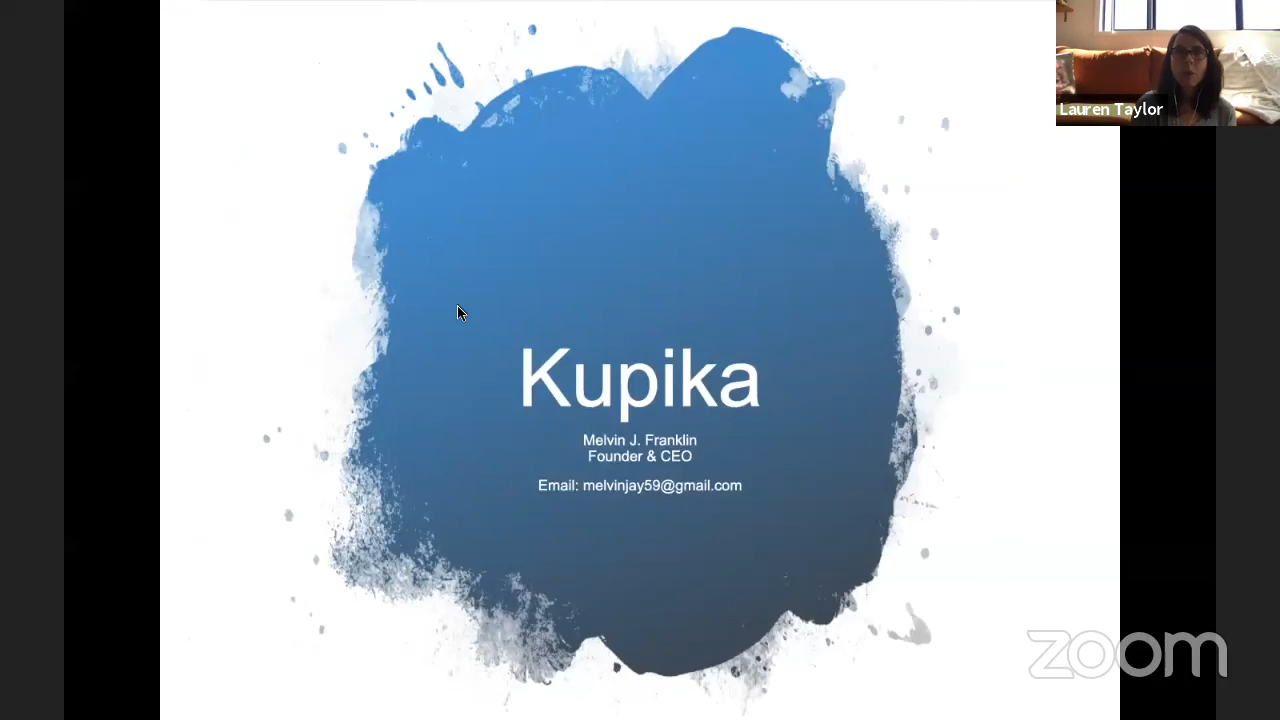 Lauren Taylor
Kupika
Melvin J. Franklin
Founder & CEO
Email: melvinjay59@gmail.com
zoom